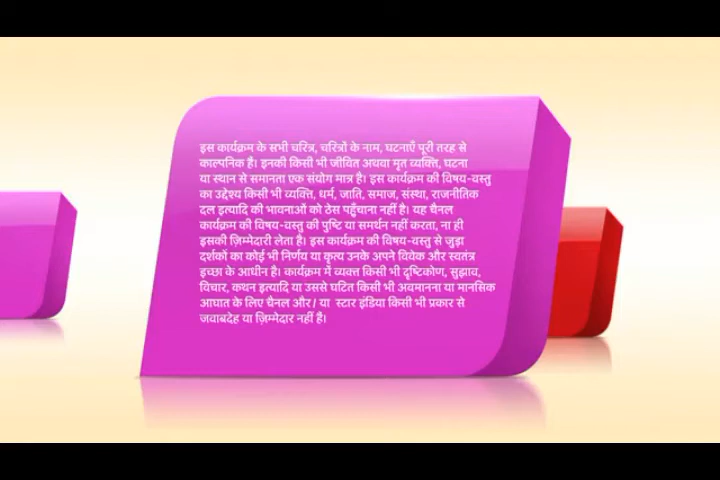 इस कार्यक्रम के सभी चरित्र, चरित्रों के नाम, घटनाएँ पूरी तरह से
काल्पनिक हैं। इनकी किसी भी जीवित अथवा मृत व्यक्ति, घटना
या स्थान से समानता एक संयोग मात्र है। इस कार्यक्रम की विषय-वस्तु
का उद्देश्य किसी भी व्यक्ति, धर्म, जाति, समाज, संस्था, राजनीतिक
दल इत्यादि की भावनाओं को ठेस पहुँचाना नहीं है। यह चैनल
कार्यक्रम की विषय-वस्तु की पुष्टि या समर्थन नहीं करता, ना ही
इसकी ज़िम्मेदारी लेता है। इस कार्यक्रम की विषय-वस्तु से जुड़ा
दर्शकों का कोई भी निर्णय या कृत्य उनके अपने विवेक और स्वतंत्र
इच्छा के आधीन है। कार्यक्रम में व्यक्त किसी भी दृष्टिकोण, सुझाव,
विचार, कथन इत्यादि या उससे घटित किसी भी अवमानना या मानसिक
आघात के लिए चैनल और / या स्टार इंडिया किसी भी प्रकार से
जवाबदेह या ज़िम्मेदार नहीं हैं।